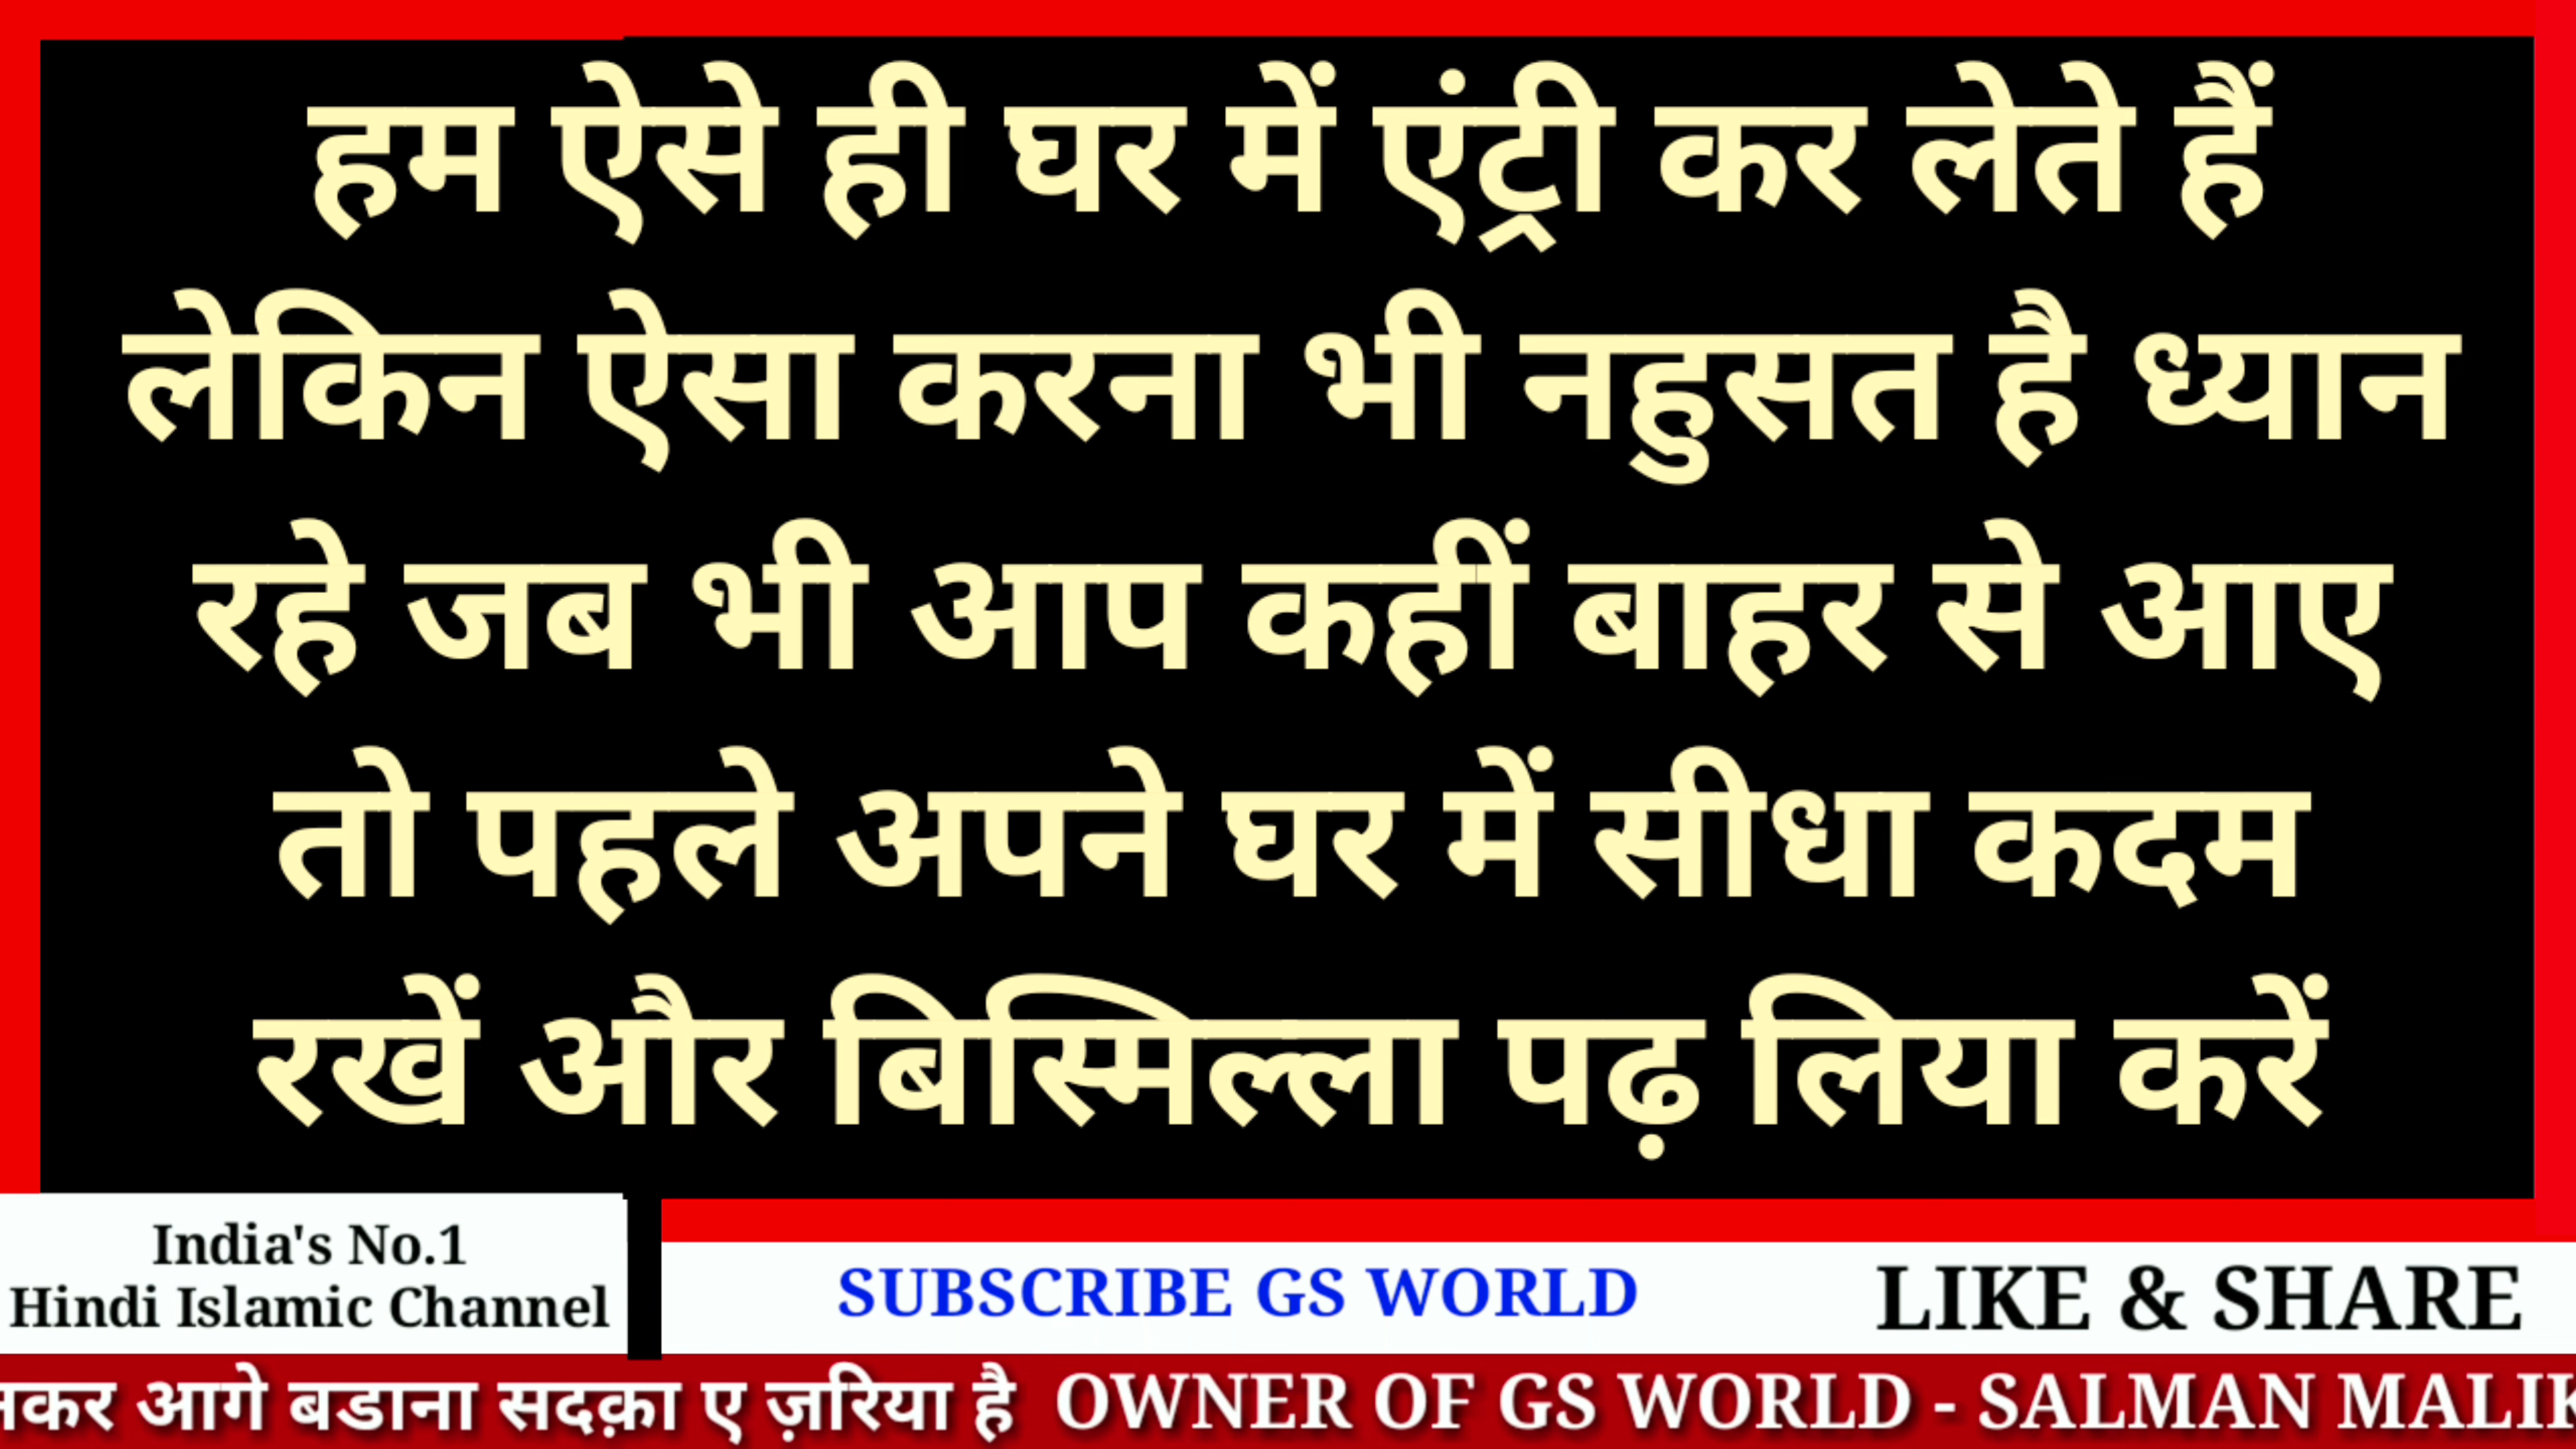 हम ऐसे ही घर में एंट्री कर लेते हैं
लेकिन ऐसा करना भी नहुसत है ध्यान
रहे जब भी आप कहीं बाहर से आए
तो पहले अपने घर में सीधा कदम
रखें और बिस्मिल्ला पढ़ लिया करें
India's No.1
Hindi Islamic Channel
SUBSCRIBE GS WORLD
LIKE & SHARE
आगे बडाना सदक़ा ए ज़रिया है OWNER OF GS WORLD - SALMAN MALIK